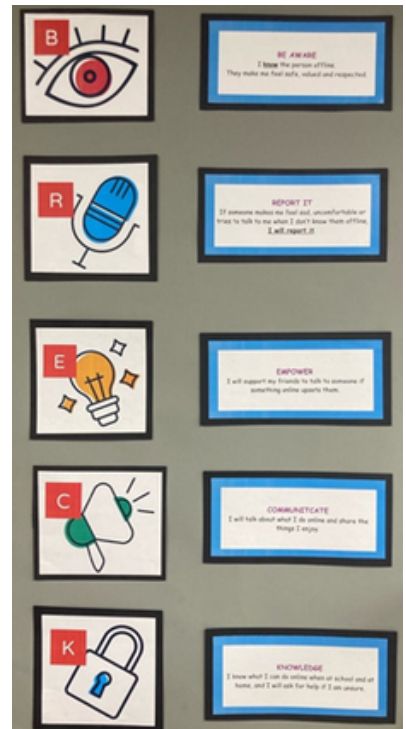 B
BE AWARE
I know the person offline.
They make me feel safe, valued and respected.
R
REPORT IT
If someone makes me feel sad, uncomfortable or
tries to talk to me when I don't know them offline,
I will report it
E
EMPOWER
I will support my friends to talk to someone if
something online upsets them.
C
COMMUNITCATE
I will talk about what I do online and share the
things I enjoy
K
KNOWLEDGE
I know what I can do online when at school and at
home, and I will ask for help if I am unsure.